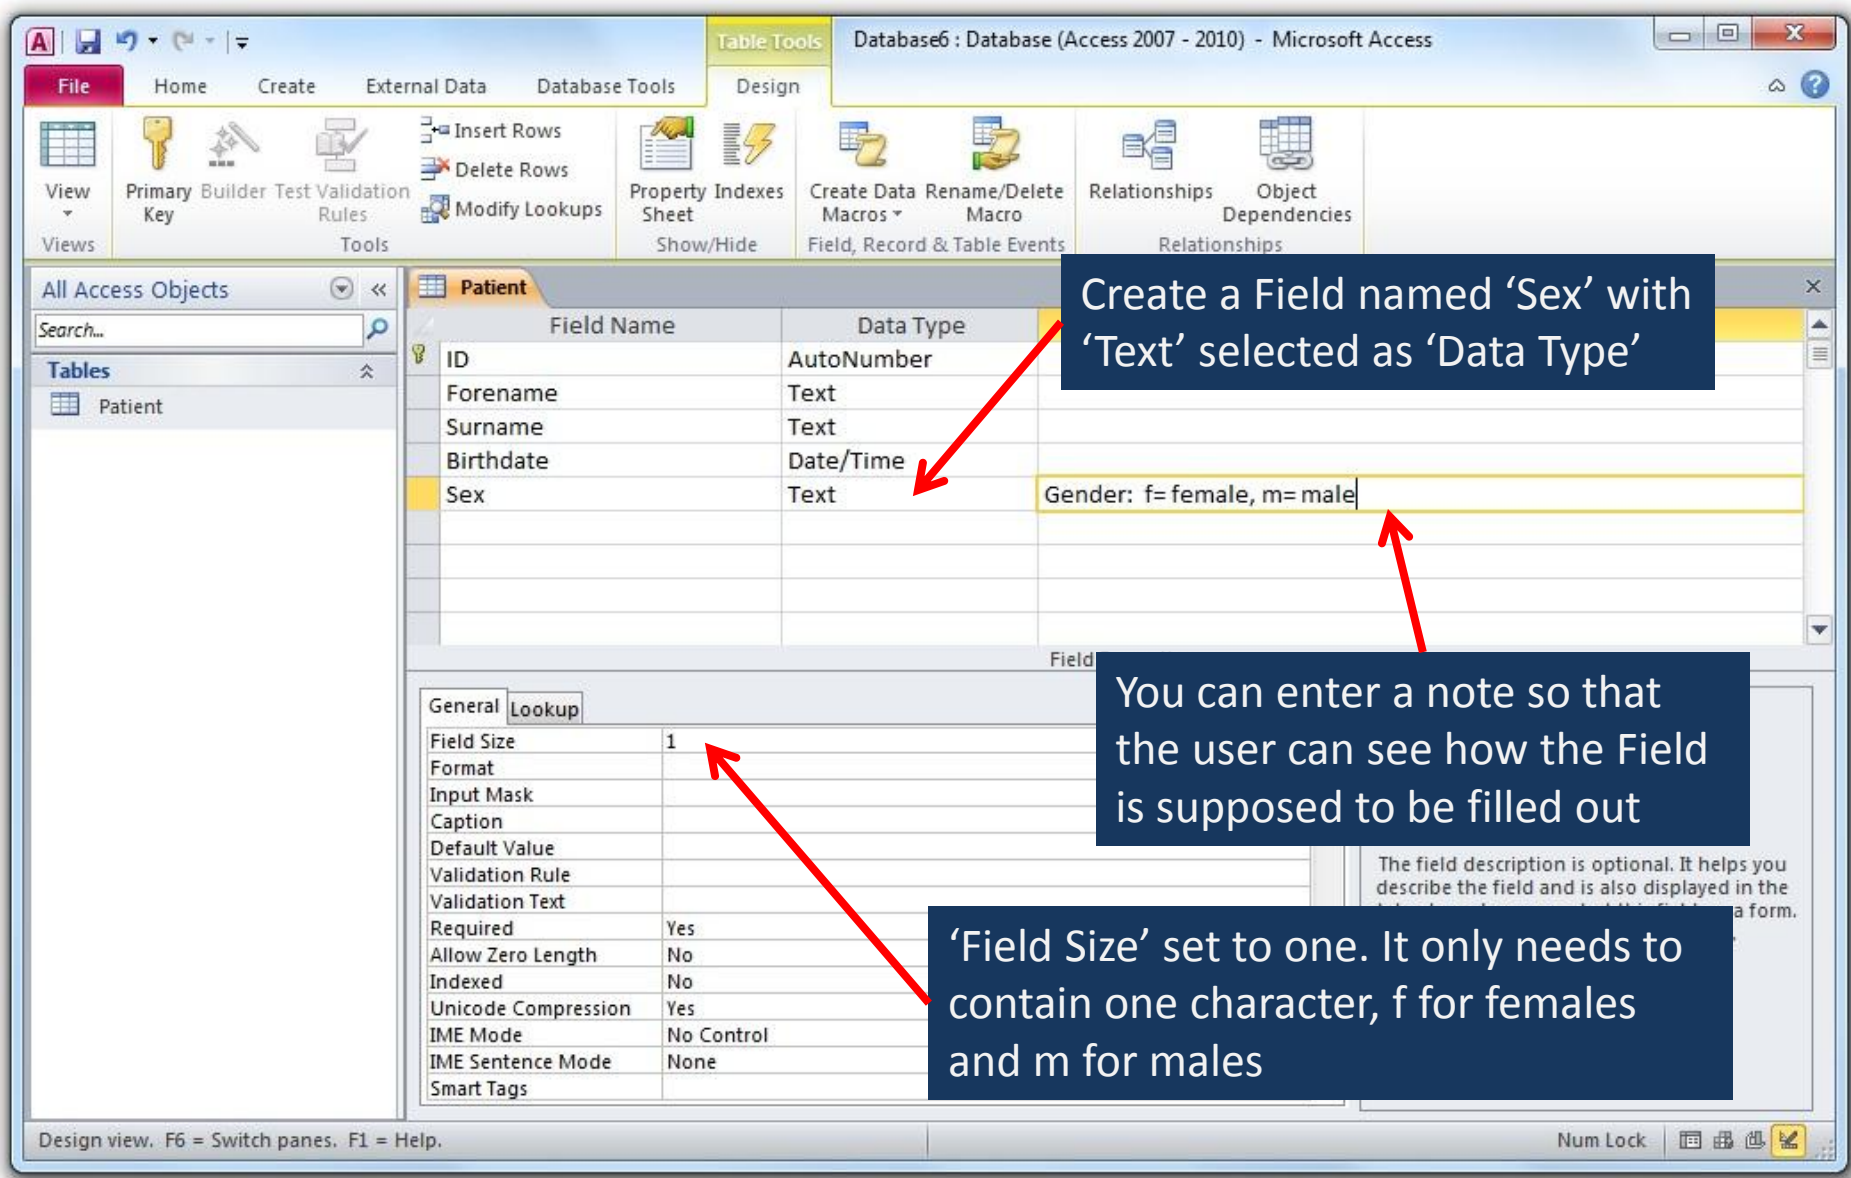 A
Table Tools
Database6 : Database (Access 2007 - 2010) - Microsoft Access
File Home Create External Data Database Tools Design
View
Primary Key
Builder
Test Validation Rules
Insert Rows
Delete Rows
Modify Lookups
Property Sheet
Indexes
Create Data Macros
Rename/Delete Macro
Relationships
Object Dependencies
Views Tools Show/Hide Field, Record & Table Events Relationships
All Access Objects
Search...
Tables
Patient
Patient
Field Name Data Type
ID AutoNumber
Forename Text
Surname Text
Birthdate Date/Time
Sex Text Gender: f=female, m=male
Create a Field named ‘Sex’ with
‘Text’ selected as ‘Data Type’
You can enter a note so that
the user can see how the Field
is supposed to be filled out
General Lookup
Field Size 1
Format
Input Mask
Caption
Default Value
Validation Rule
Validation Text
Required Yes
Allow Zero Length No
Indexed No
Unicode Compression Yes
IME Mode No Control
IME Sentence Mode None
Smart Tags
The field description is optional. It helps you
describe the field and is also displayed in the
a form.
‘Field Size’ set to one. It only needs to
contain one character, f for females
and m for males
Design view. F6 = Switch panes. F1 = Help. Num Lock